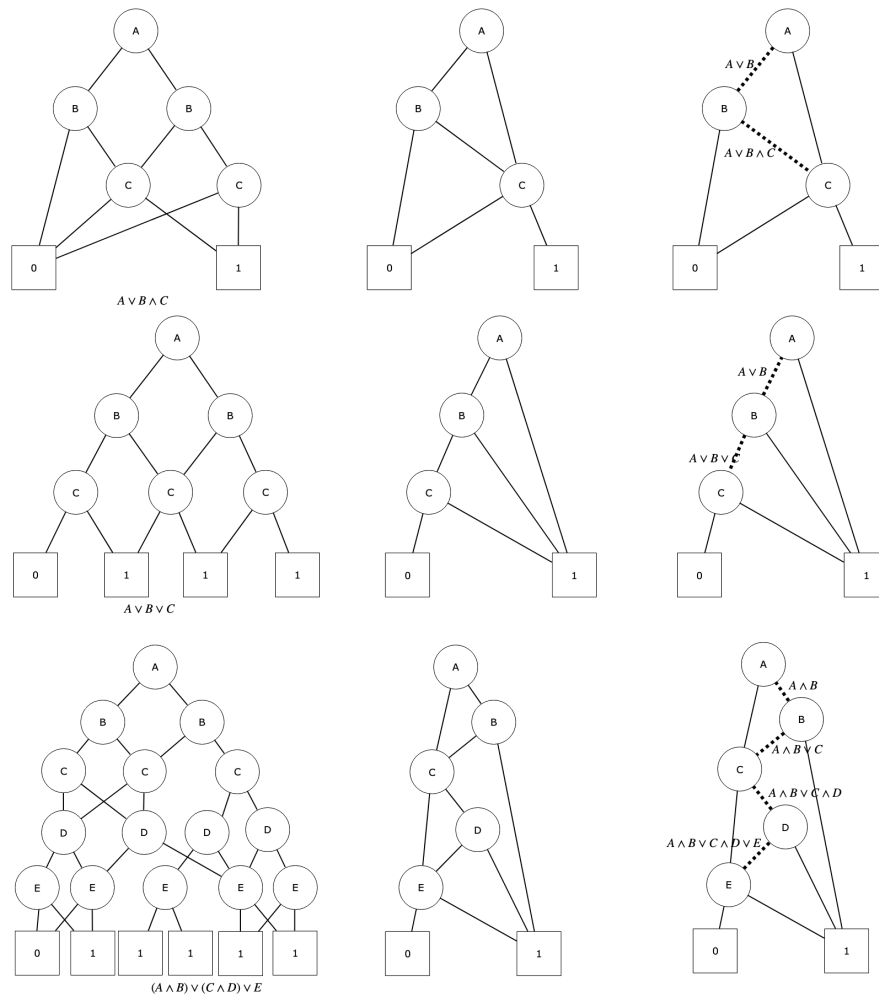 A A A
B B B A ∨ B B
C C C A ∨ B ∧ C C
0 1 0 1 0 1
A ∨ B ∧ C
A A A
B B B A ∨ B B
C C C C A ∨ B ∨ C C
0 1 1 1 0 1 0 1
A ∨ B ∨ C
A A A
B B B A ∧ B B
C C C C A ∧ B ∨ C C
D D D D D A ∧ B ∨ C ∧ D D
E E E E E E A ∧ B ∨ C ∧ D ∨ E E
0 1 1 1 1 1 0 1 0 1
(A ∧ B) ∨ (C ∧ D) ∨ E